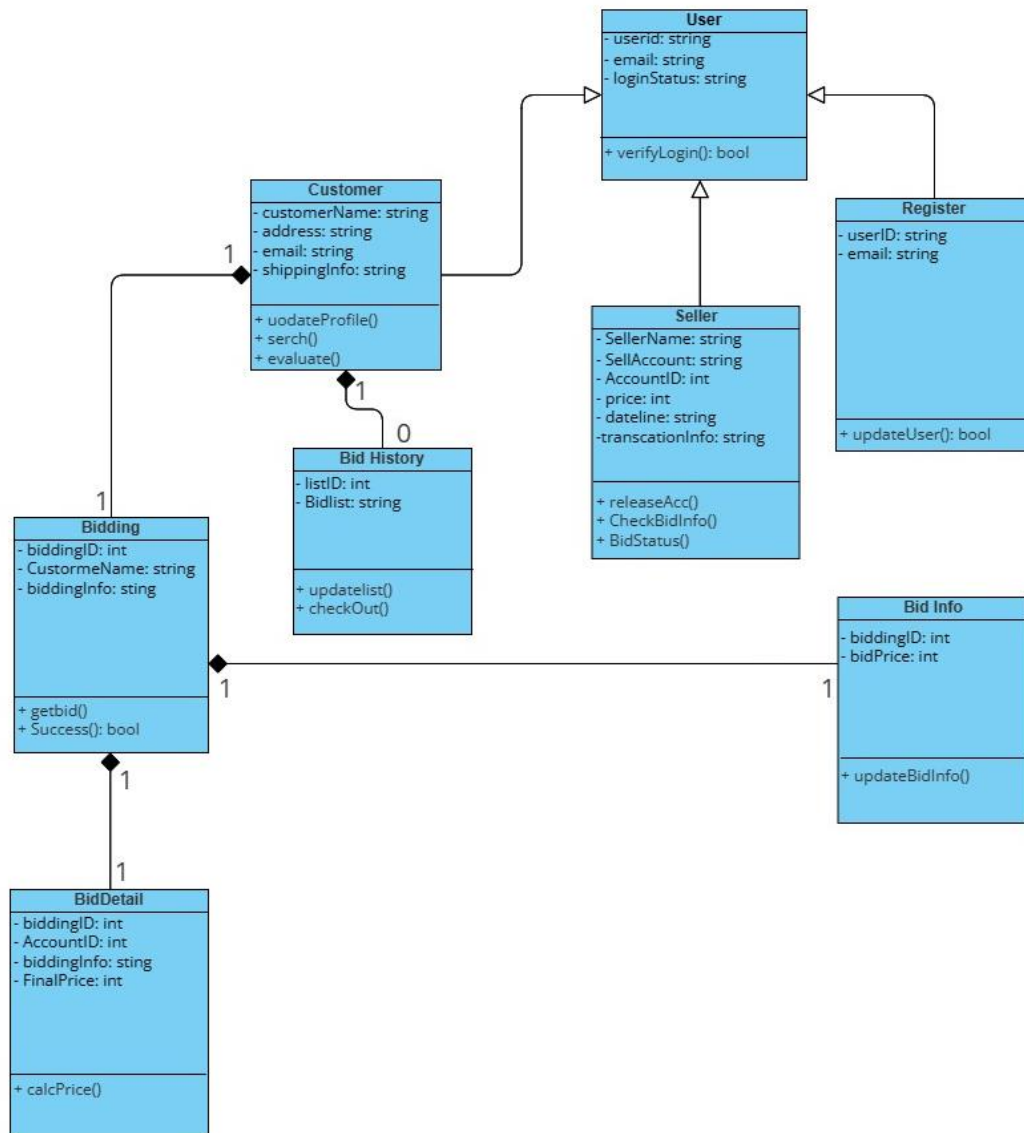 User
- userid: string
- email: string
- loginStatus: string
+ verifyLogin(): bool
Customer
- customerName: string
- address: string
- email: string
- shippingInfo: string
+ uodateProfile()
+ serch()
+ evaluate()
Register
- userID: string
- email: string
+ updateUser(): bool
Seller
- SellerName: string
- SellAccount: string
- AccountID: int
- price: int
- dateline: string
-transcationInfo: string
+ releaseAcc()
+ CheckBidInfo()
+ BidStatus()
1
1
0
Bid History
- listID: int
- Bidlist: string
+ updatelist()
+ checkOut()
1
Bidding
- biddingID: int
- CustormeName: string
- biddingInfo: sting
+ getbid()
+ Success(): bool
1
1
Bid Info
- biddingID: int
- bidPrice: int
+ updateBidInfo()
1
1
BidDetail
- biddingID: int
- AccountID: int
- biddingInfo: sting
- FinalPrice: int
+ calcPrice()